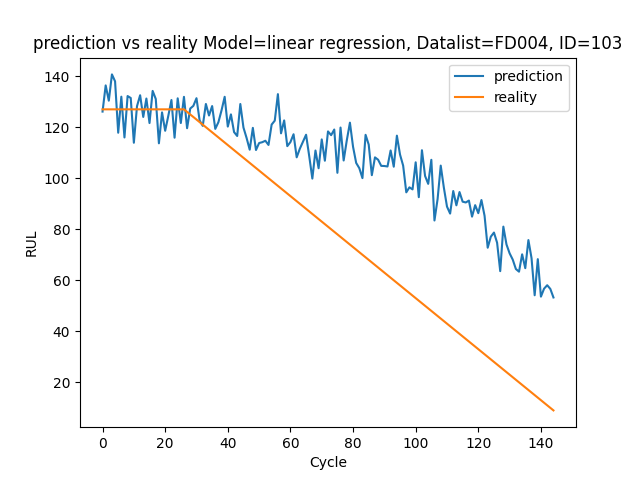 prediction vs reality Model=linear regression, Datalist=FD004, ID=103
prediction
reality
140
120
100
80
60
40
20
RUL
0 20 40 60 80 100 120 140
Cycle